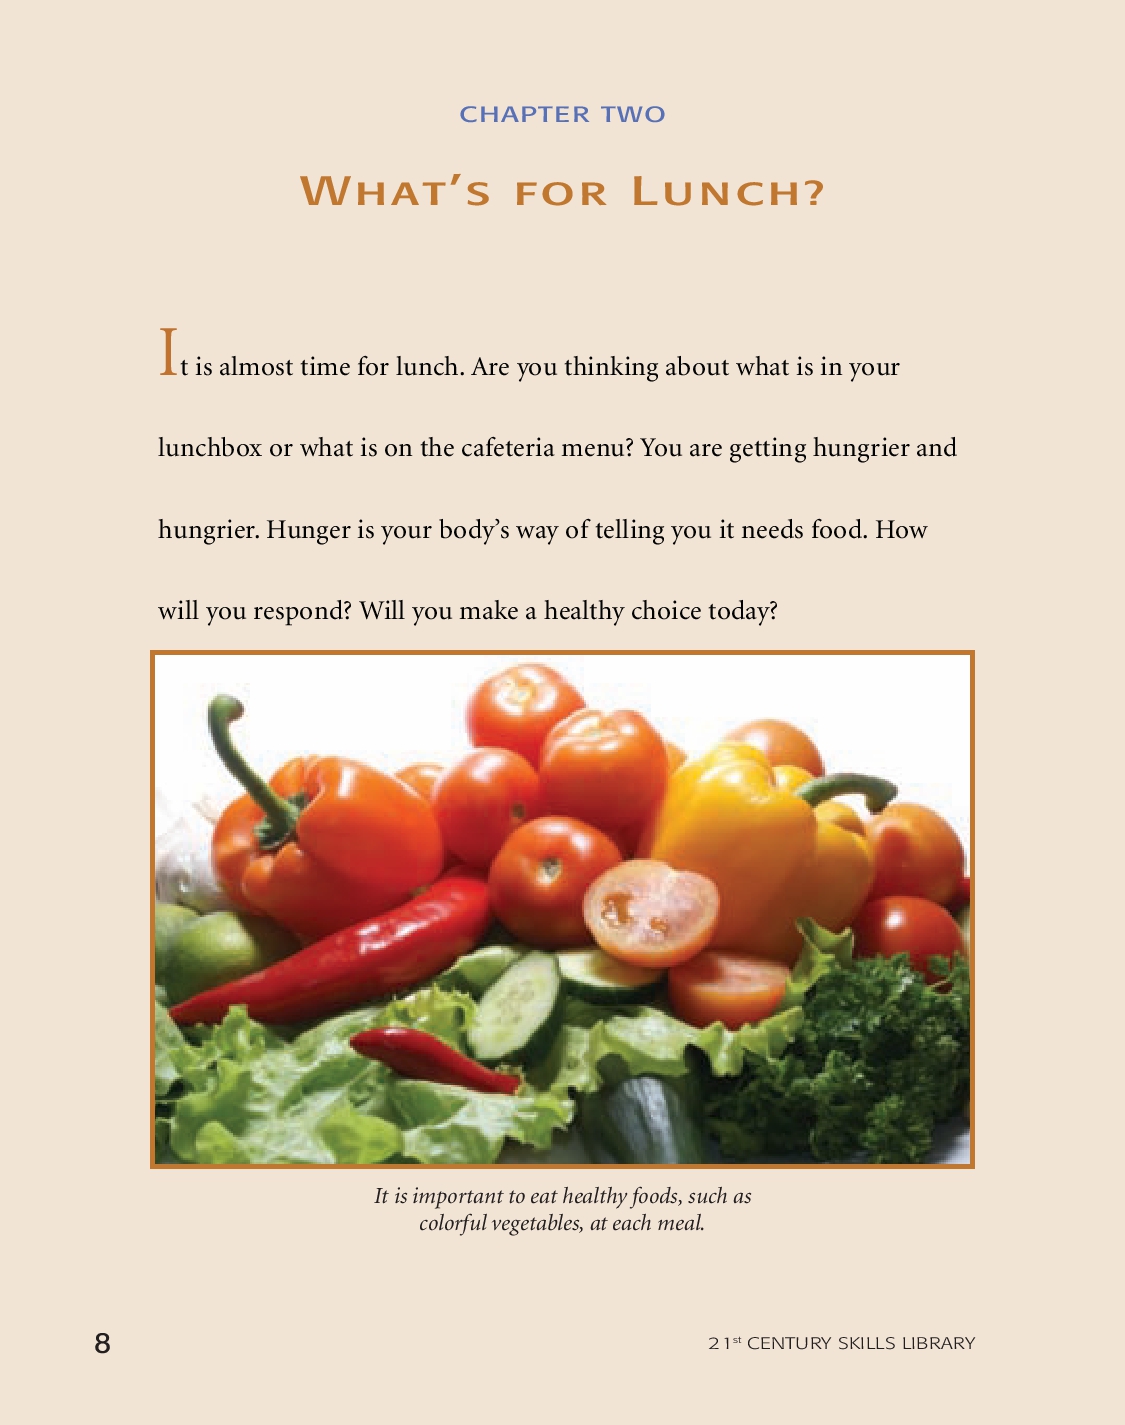 CHAPTER TWO
WHAT'S FOR LUNCH?
It is almost time for lunch. Are you thinking about what is in your
lunchbox or what is on the cafeteria menu? You are getting hungrier and
hungrier. Hunger is your body's way of telling you it needs food. How
will you respond? Will you make a healthy choice today?
It is important to eat healthy foods, such as
colorful vegetables, at each meal.
8
21st CENTURY SKILLS LIBRARY